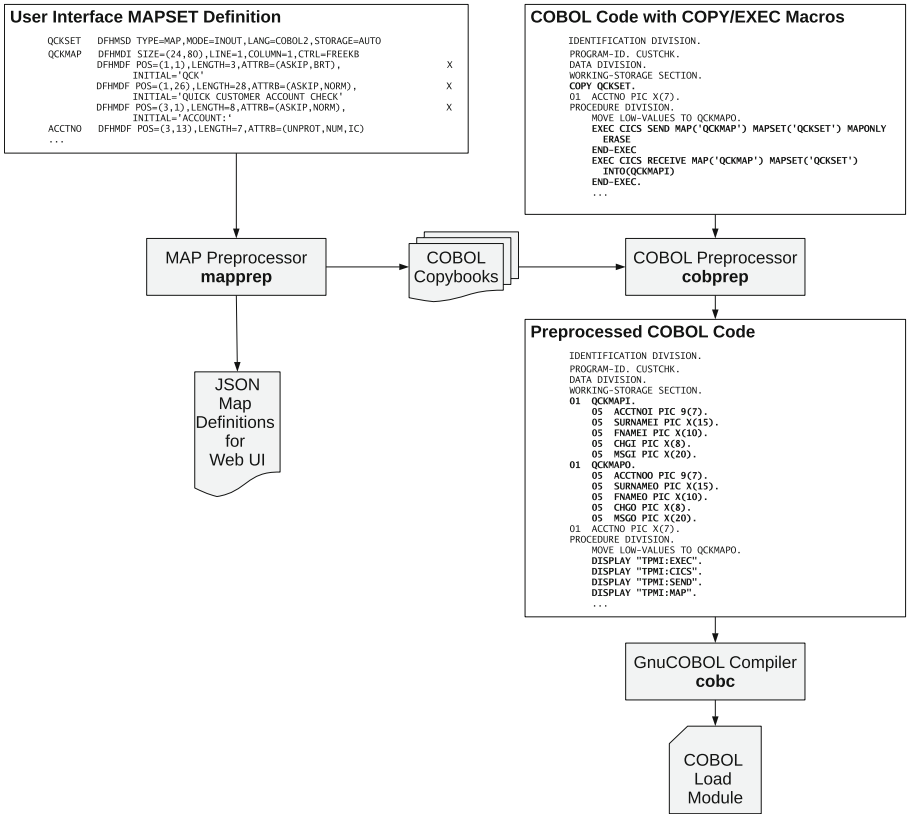 User Interface MAPSET Definition
QCKSET DFHMSD TYPE=MAP,MODE=INOUT,LANG=COBOL2,STORAGE=AUTO
QCKMAP DFHMDI SIZE=(24,80),LINE=1,COLUMN=1,CTRL=FREEKB
DFHMDF POS=(1,1),LENGTH=3,ATTRB=(ASKIP,BRT), X
INITIAL='QCK'
DFHMDF POS=(1,26),LENGTH=28,ATTRB=(ASKIP,NORM), X
INITIAL='QUICK CUSTOMER ACCOUNT CHECK'
DFHMDF POS=(3,1),LENGTH=8,ATTRB=(ASKIP,NORM), X
INITIAL='ACCOUNT:‘
ACCTNO DFHMDF POS=(3,13),LENGTH=7,ATTRB=(UNPROT,NUM,IC)
...
COBOL Code with COPY/EXEC Macros
IDENTIFICATION DIVISION.
PROGRAM-ID. CUSTCHK.
DATA DIVISION.
WORKING-STORAGE SECTION.
COPY QCKSET.
01 ACCTNO PIC X(7).
PROCEDURE DIVISION.
MOVE LOW-VALUES TO QCKMAPO.
EXEC CICS SEND MAP('QCKMAP') MAPSET('QCKSET') MAPONLY
ERASE
END-EXEC
EXEC CICS RECEIVE MAP('QCKMAP') MAPSET('QCKSET')
INTO(QCKMAPI)
END-EXEC.
...
MAP Preprocessor
mapprep
COBOL
Copybooks
COBOL Preprocessor
cobprep
JSON
Map
Definitions
for
Web UI
Preprocessed COBOL Code
IDENTIFICATION DIVISION.
PROGRAM-ID. CUSTCHK.
DATA DIVISION.
WORKING-STORAGE SECTION.
01 QCKMAPI.
05 ACCTNOI PIC 9(7).
05 SURNAMEI PIC X(15).
05 FNAMEI PIC X(10).
05 CHGI PIC X(8).
05 MSGI PIC X(20).
01 QCKMAPO.
05 ACCTNOO PIC 9(7).
05 SURNAMEO PIC X(15).
05 FNAMEO PIC X(10).
05 CHGO PIC X(8).
05 MSGO PIC X(20).
01 ACCTNO PIC X(7).
PROCEDURE DIVISION.
MOVE LOW-VALUES TO QCKMAPO.
DISPLAY "TPMI:EXEC".
DISPLAY "TPMI:CICS".
DISPLAY "TPMI:SEND".
DISPLAY "TPMI:MAP".
...
GnuCOBOL Compiler
cobc
COBOL
Load
Module